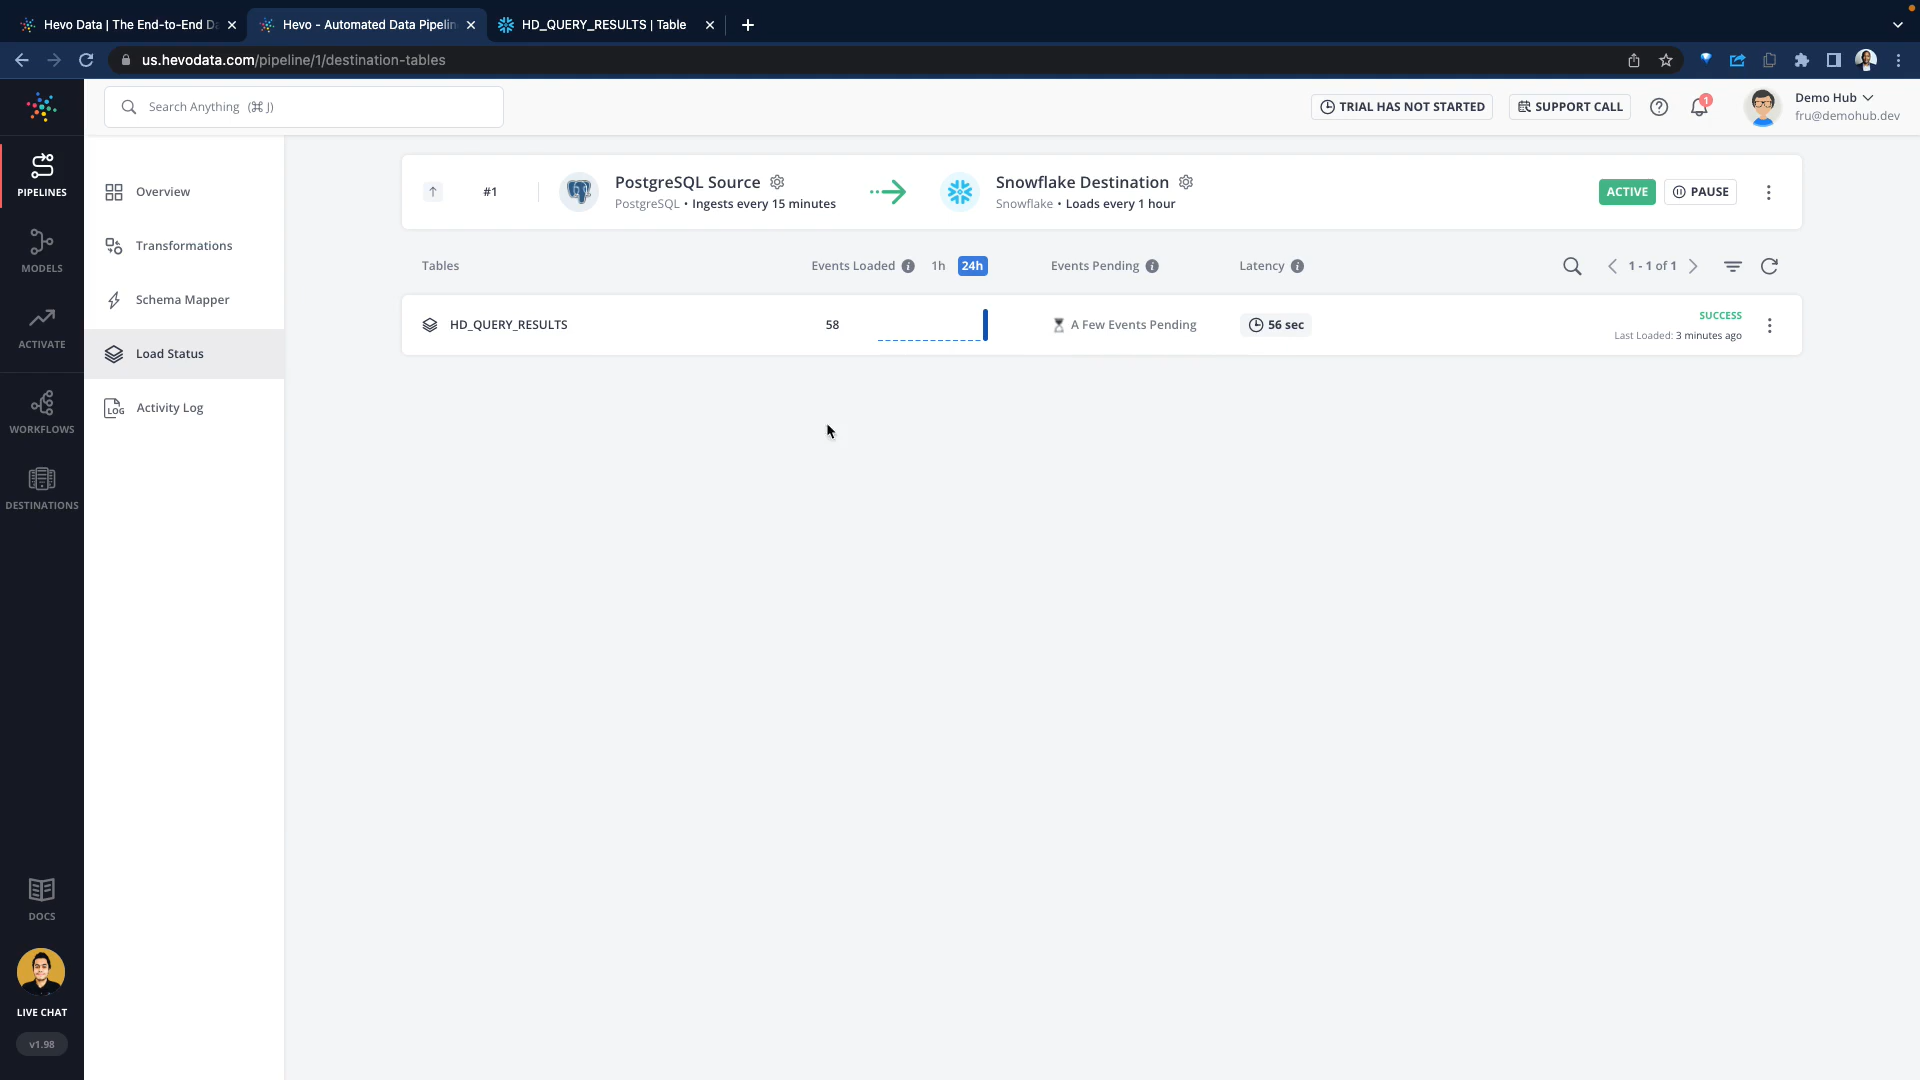 Hevo Data | The End-to-End Da
Hevo - Automated Data Pipelin
HD_QUERY_RESULTS | Table
us.hevodata.com/pipeline/1/destination-tables
Search Anything (⌘ J)
TRIAL HAS NOT STARTED
SUPPORT CALL
1
Demo Hub
fru@demohub.dev
PIPELINES
MODELS
ACTIVATE
WORKFLOWS
DESTINATIONS
DOCS
LIVE CHAT
v1.98
Overview
Transformations
Schema Mapper
Load Status
LOG
Activity Log
#1
PostgreSQL Source
PostgreSQL • Ingests every 15 minutes
Snowflake Destination
Snowflake • Loads every 1 hour
ACTIVE
PAUSE
Tables
Events Loaded
1h
24h
Events Pending
Latency
1 - 1 of 1
HD_QUERY_RESULTS
58
A Few Events Pending
56 sec
SUCCESS
Last Loaded: 3 minutes ago